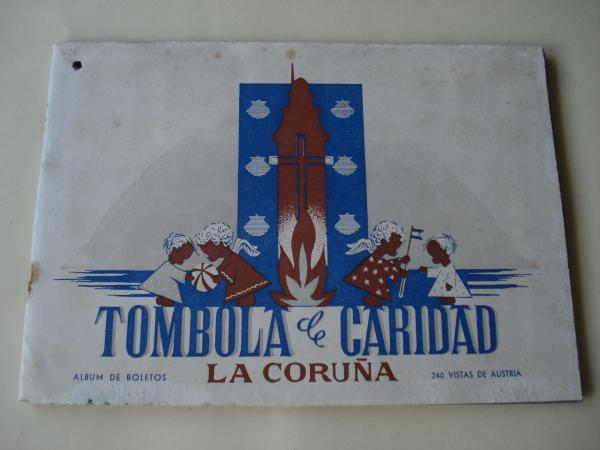 TOMBOLA de CARIDAD
LA CORUÑA
ALBUM DE BOLETOS
240 VISTAS DE AUSTRIA